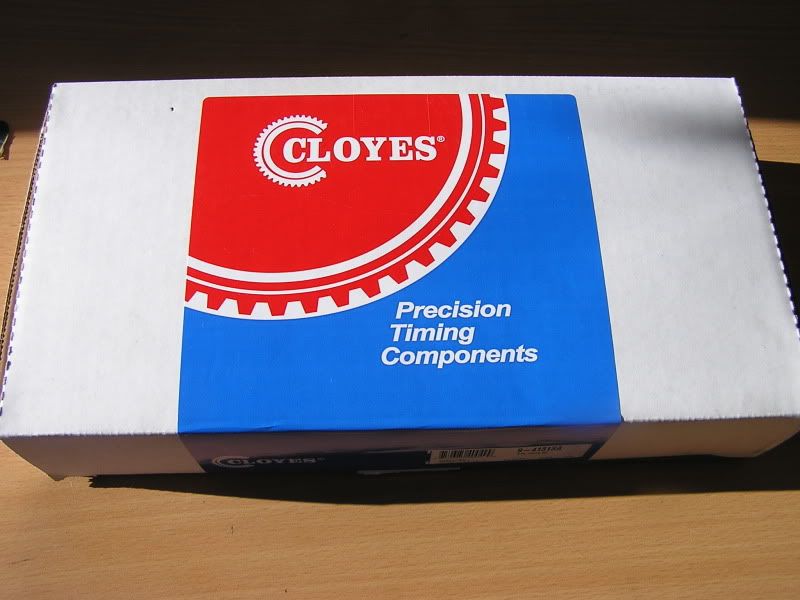 CLOYES®
Precision
Timing
Components
CLOYES®